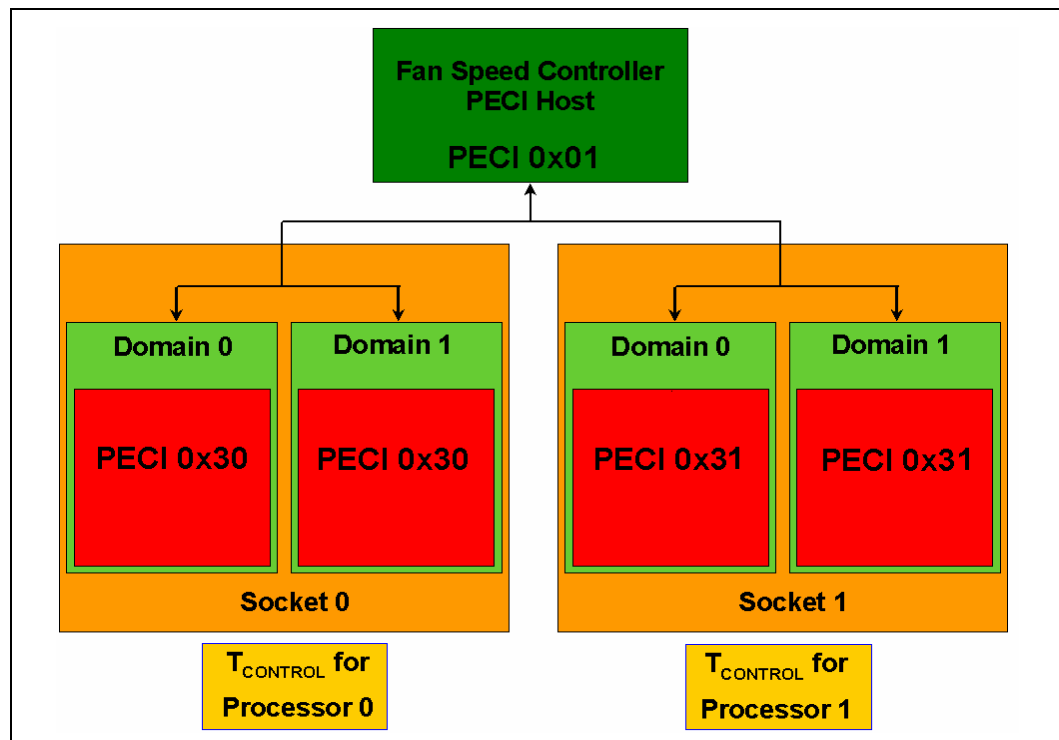 Fan Speed Controller
PECI Host
PECI 0x01
Domain 0
Domain 1
Domain 0
Domain 1
PECI 0x30
PECI 0x30
PECI 0x31
PECI 0x31
Socket 0
Socket 1
TCONTROL for
Processor 0
TCONTROL for
Processor 1